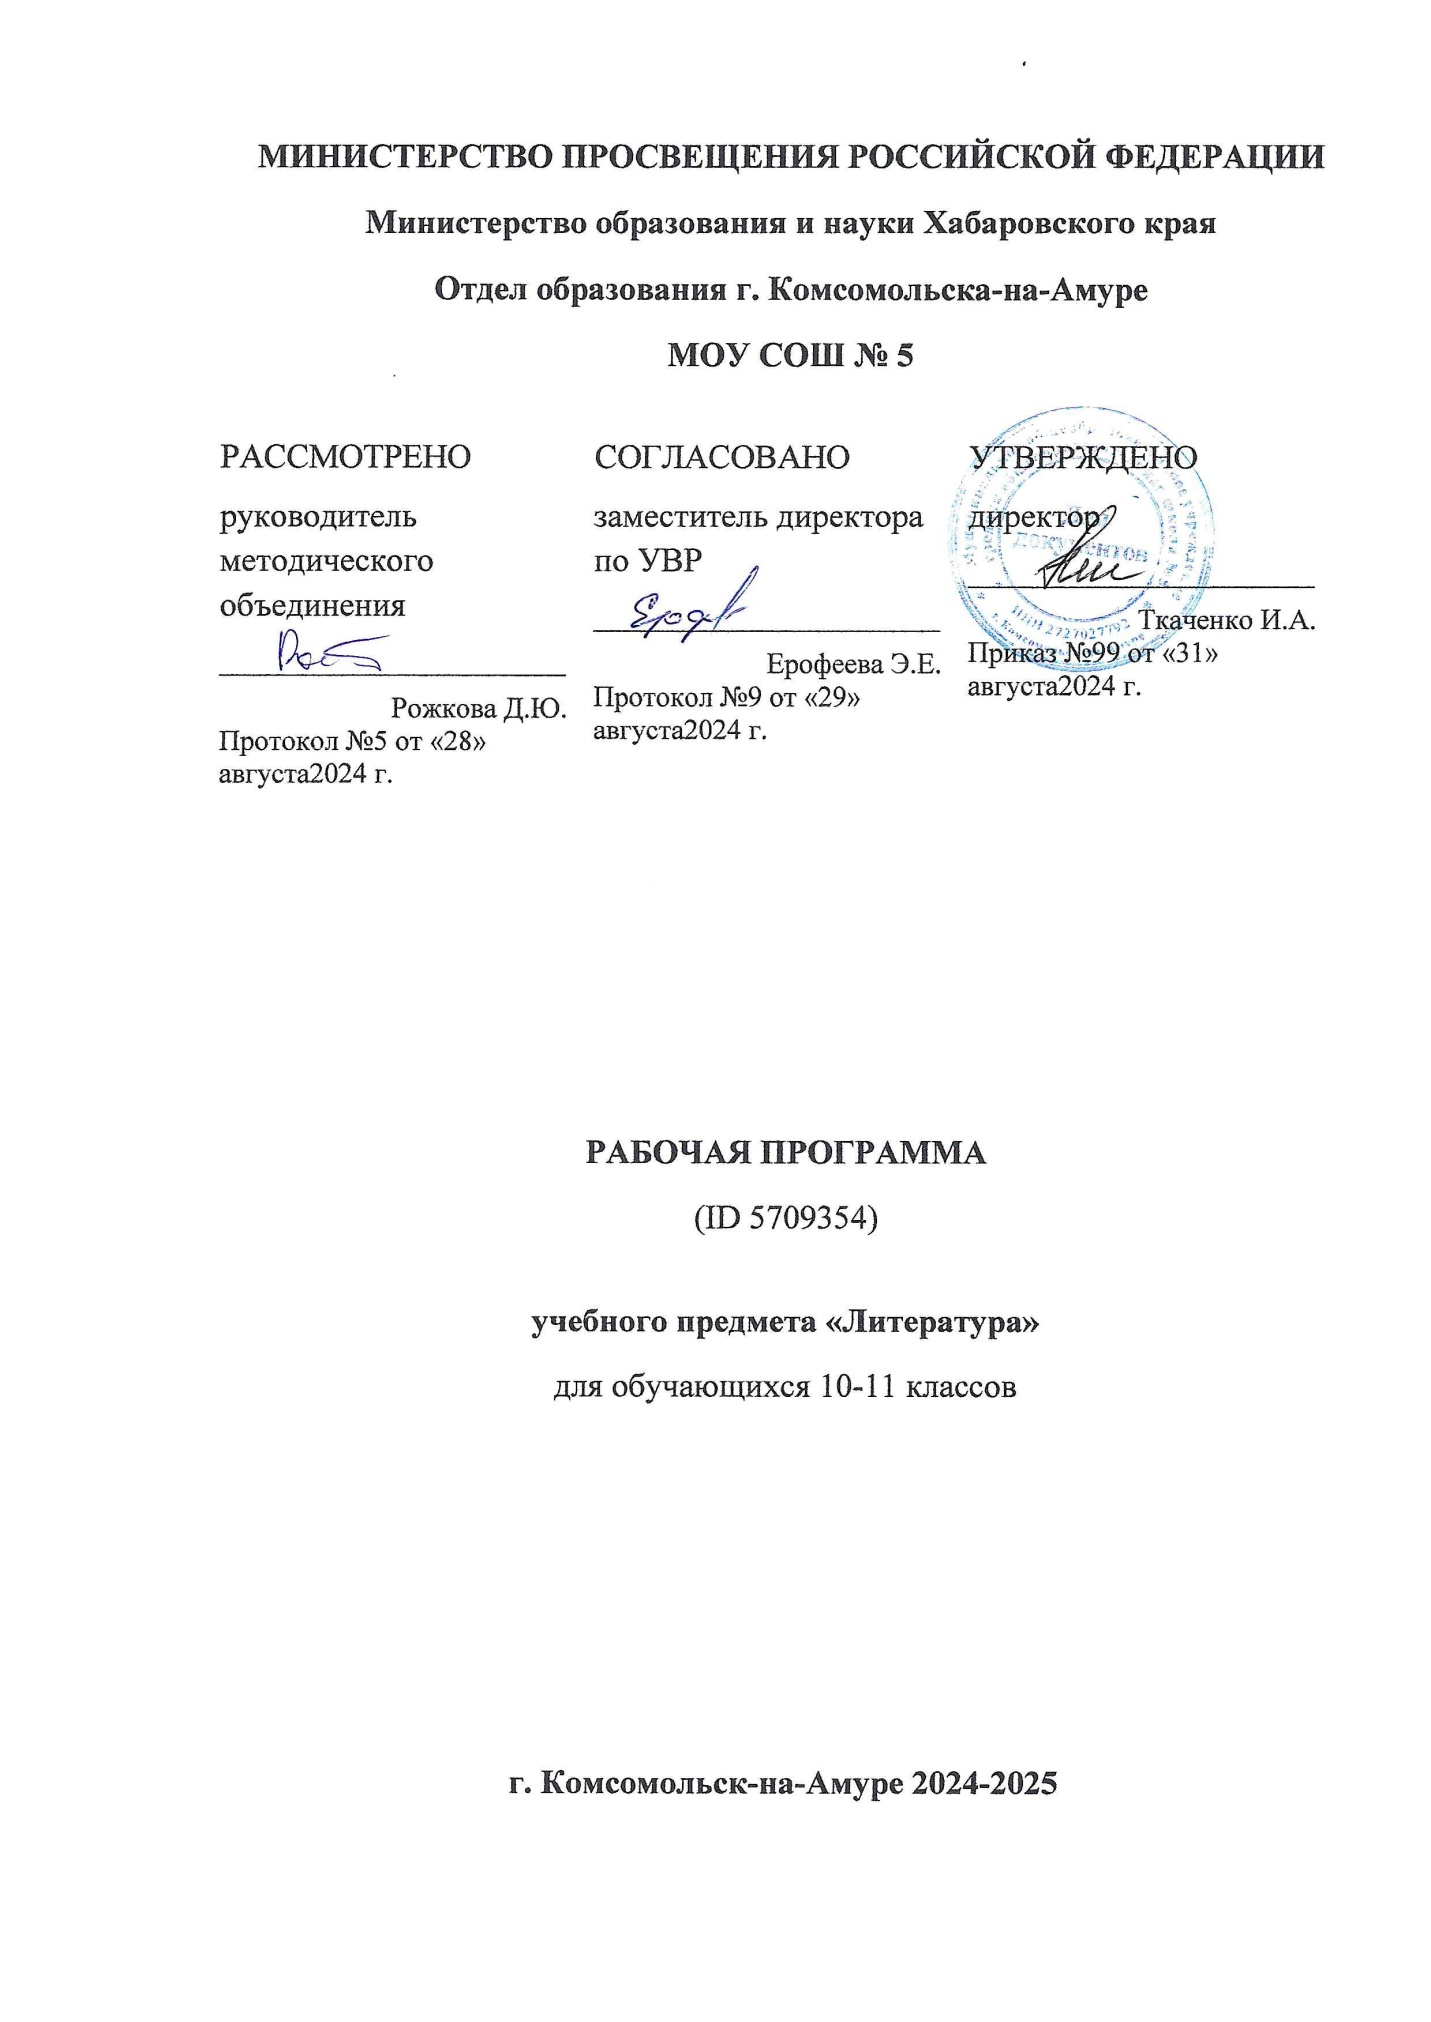 МИНИСТЕРСТВО ПРОСВЕЩЕНИЯ РОССИЙСКОЙ ФЕДЕРАЦИИ
Министерство образования и науки Хабаровского края
Отдел образования г. Комсомольска-на-Амуре
МОУ СОШ № 5
РАССМОТРЕНО
руководитель
методического
объединения
Рожкова Д.Ю.
Протокол №5 от «28»
августа2024 г.
СОГЛАСОВАНО
заместитель директора
по УВР
Ерофеева Э.Е.
Протокол №9 от «29»
августа2024 г.
УТВЕРЖДЕНО
директор
Ткаченко И.А.
Приказ №99 от «31»
августа2024 г.
документов
ИНН 2727027792
РАБОЧАЯ ПРОГРАММА
(ID 5709354)
учебного предмета «Литература»
для обучающихся 10-11 классов
г. Комсомольск-на-Амуре 2024-2025